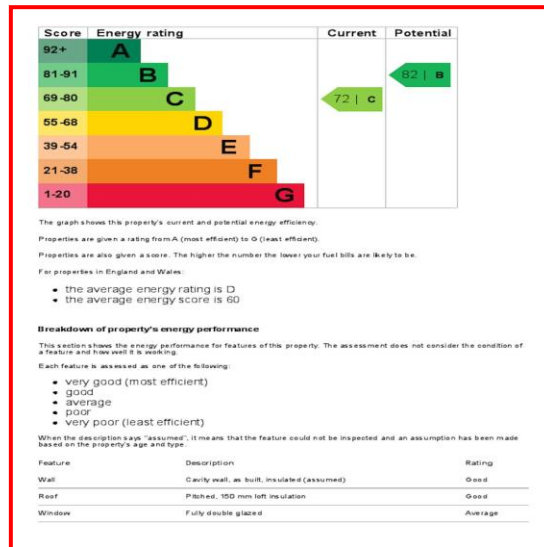 Score Energy rating Current Potential
92+ A
81-91 B 82 | B
69-80 C 72 | C
55-68 D
39-54 E
21-38 F
1-20 G
The graph shows this property's current and potential energy efficiency.
Properties are given a rating from A (most efficient) to G (least efficient).
Properties are also given a score. The higher the number the lower your fuel bills are likely to be.
For properties in England and Wales:
• the average energy rating is D
• the average energy score is 60
Breakdown of property's energy performance
This section shows the energy performance for features of this property. The assessment does not consider the condition of
a feature and how well it is working.
Each feature is assessed as one of the following:
• very good (most efficient)
• good
• average
• poor
• very poor (least efficient)
When the description says "assumed", it means that the feature could not be inspected and an assumption has been made
based on the property's age and type.
Feature Description Rating
Wall Cavity wall, as built, insulated (assumed) Good
Roof Pitched, 150 mm loft insulation Good
Window Fully double glazed Average